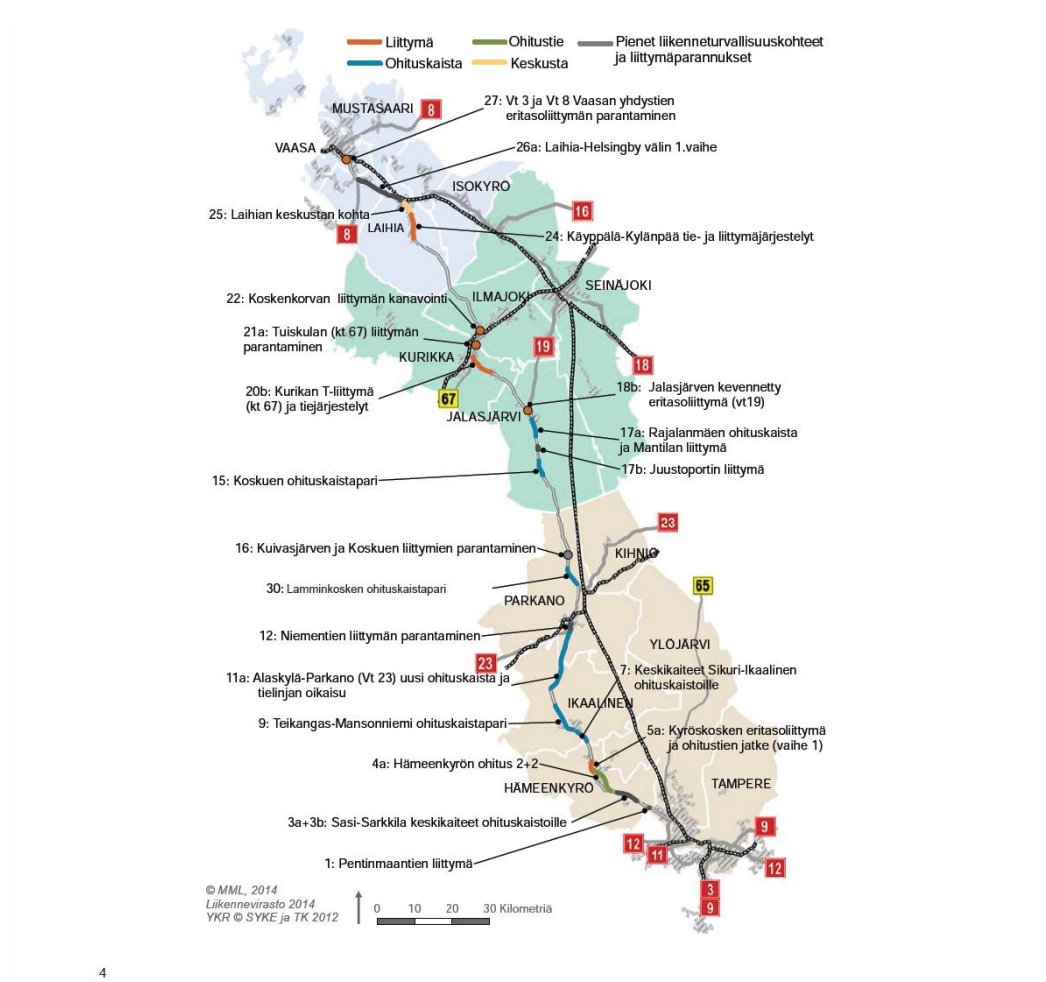 Liittymä
Ohituskaista
Ohitustie
Keskusta
Pienet liikenneturvallisuuskohteet
ja liittymäparannukset
27: Vt 3 ja Vt 8 Vaasan yhdystien
eritasoliittymän parantaminen
MUSTASAARI
8
VAASA
26a: Laihia-Helsingby välin 1.vaihe
ISOKYRÖ
16
25: Laihian keskustan kohta
LAIHIA
8
24: Käyppälä-Kylänpää tie- ja liittymäjärjestelyt
SEINÄJOKI
22: Koskenkorvan liittymän kanavointi
ILMAJOKI
21a: Tuiskulan (kt 67) liittymän
parantaminen
KURIKKA
19
18
20b: Kurikan T-liittymä
(kt 67) ja tiejärjestelyt
67
JALASJÄRVI
18b: Jalasjärven kevennetty
eritasoliittymä (vt19)
17a: Rajalanmäen ohituskaista
ja Mantilan liittymä
17b: Juustoportin liittymä
15: Koskuen ohituskaistapari
23
16: Kuivasjärven ja Koskuen liittymien parantaminen
KIHNIÖ
30: Lamminkosken ohituskaistapari
65
PARKANO
12: Niementien liittymän parantaminen
YLÖJÄRVI
23
7: Keskikaiteet Sikuri-Ikaalinen
ohituskaistoille
11a: Alaskylä-Parkano (Vt 23) uusi ohituskaista ja
tielinjan oikaisu
IKAALINEN
9: Teikangas-Mansonniemi ohituskaistapari
5a: Kyröskosken eritasoliittymä
ja ohitustien jatke (vaihe 1)
4a: Hämeenkyrön ohitus 2+2
HÄMEENKYRÖ
TAMPERE
3a+3b: Sasi-Sarkkila keskikaiteet ohituskaistoille
9
12
11
1: Pentinmaantien liittymä
12
3
9
© MML, 2014
Liikennevirasto 2014
YKR © SYKE ja TK 2012
0 10 20 30 Kilometriä
4